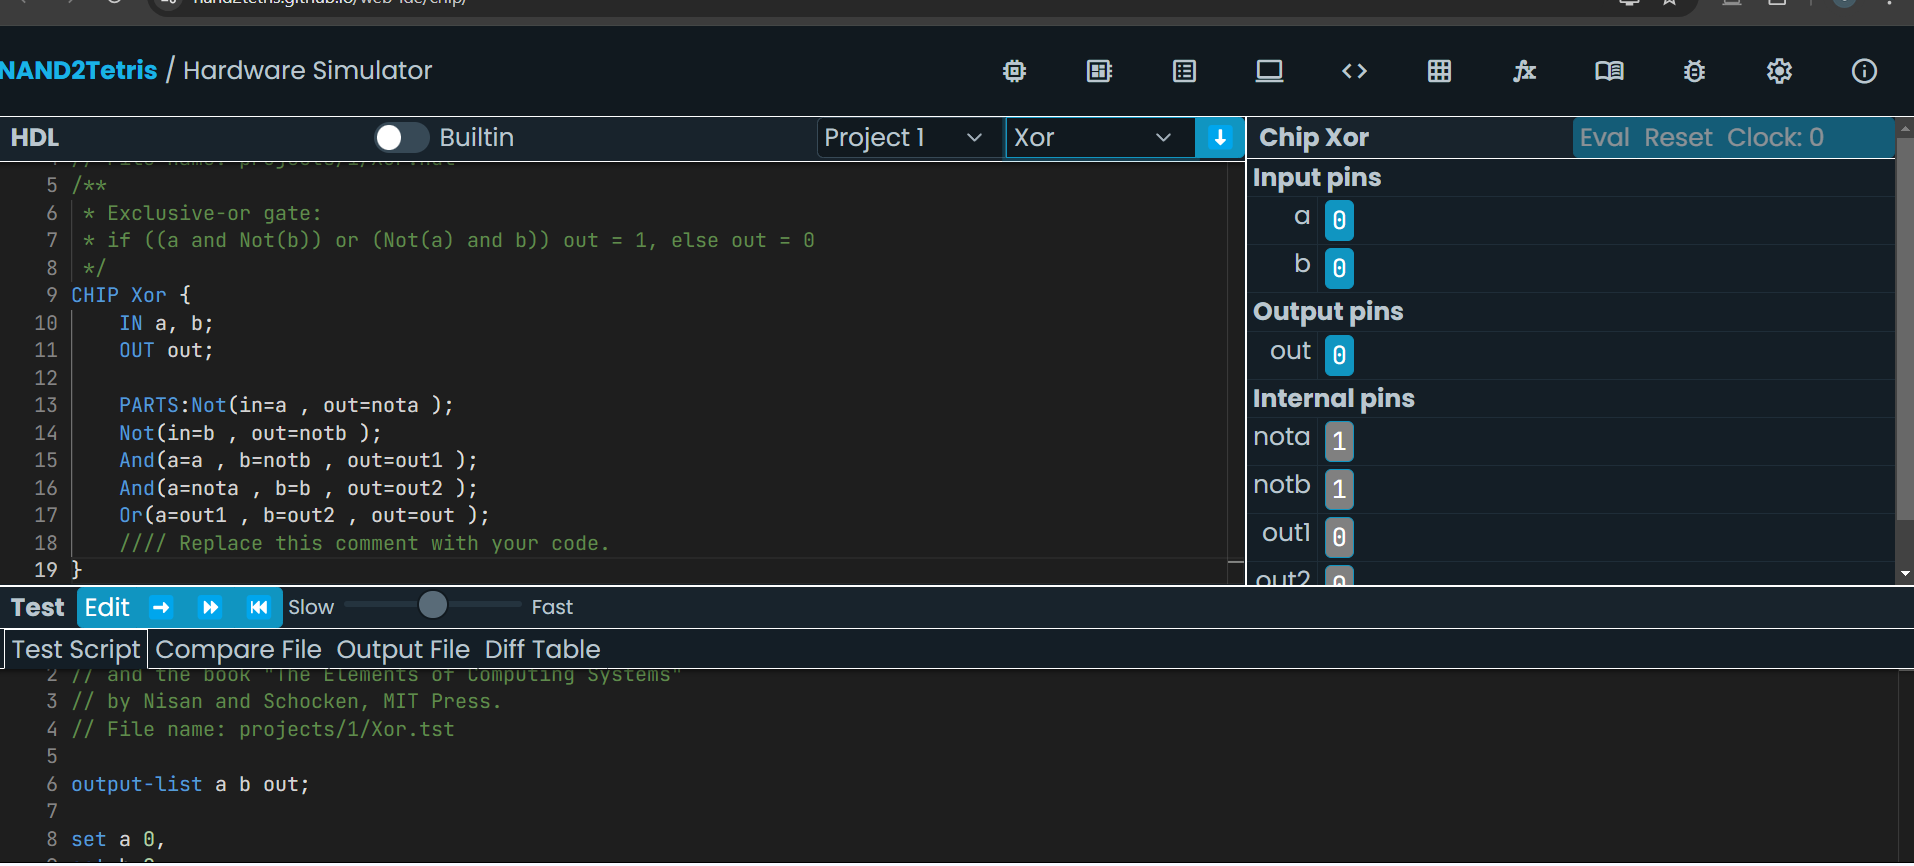 nand2tetris.github.io/web-ide/chip/
NAND2Tetris / Hardware Simulator
HDL Builtin Project 1 Xor
// File name: projects/1/Xor.hdl
5 /**
6 * Exclusive-or gate:
7 * if ((a and Not(b)) or (Not(a) and b)) out = 1, else out = 0
8 */
9 CHIP Xor {
10 IN a, b;
11 OUT out;
12
13 PARTS:Not(in=a , out=nota );
14 Not(in=b , out=notb );
15 And(a=a , b=notb , out=out1 );
16 And(a=nota , b=b , out=out2 );
17 Or(a=out1 , b=out2 , out=out );
18 //// Replace this comment with your code.
19 }
Chip Xor Eval Reset Clock: 0
Input pins
a 0
b 0
Output pins
out 0
Internal pins
nota 1
notb 1
out1 0
out2 0
Test Edit Slow Fast
Test Script Compare File Output File Diff Table
2 // and the book "The Elements of Computing Systems"
3 // by Nisan and Schocken, MIT Press.
4 // File name: projects/1/Xor.tst
5
6 output-list a b out;
7
8 set a 0,